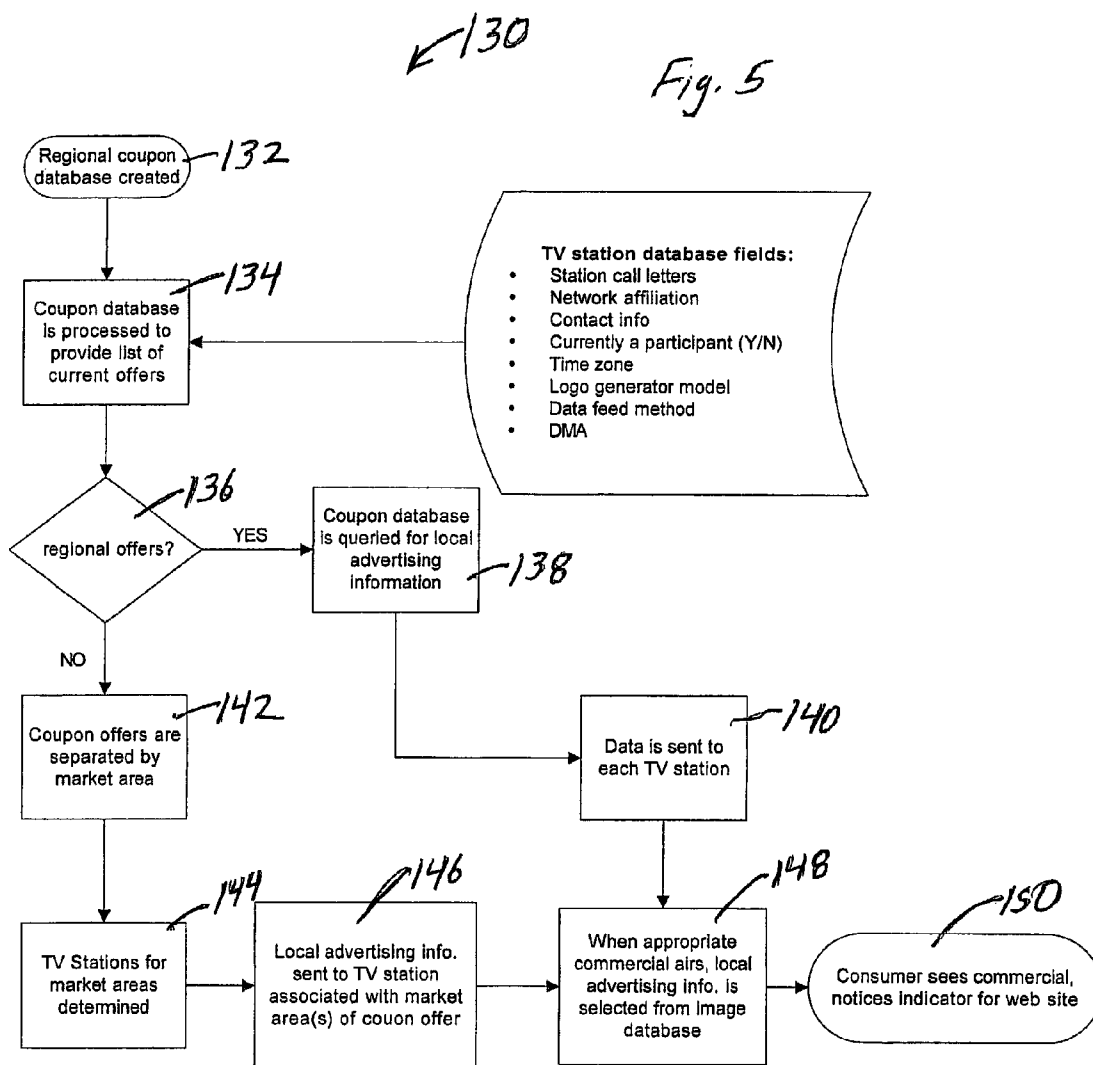 130
Fig. 5
Regional coupon
database created
132
TV station database fields:
• Station call letters
• Network affiliation
• Contact info
• Currently a participant (Y/N)
• Time zone
• Logo generator model
• Data feed method
• DMA
134
Coupon database
is processed to
provide list of
current offers
136
regional offers?
YES
NO
Coupon database
is queried for local
advertising
information
138
142
Coupon offers are
separated by
market area
140
Data is sent to
each TV station
144
TV Stations for
market areas
determined
146
Local advertising info.
sent to TV station
associated with market
area(s) of couon offer
148
When appropriate
commercial airs, local
advertising info. is
selected from image
database
150
Consumer sees commercial,
notices indicator for web site